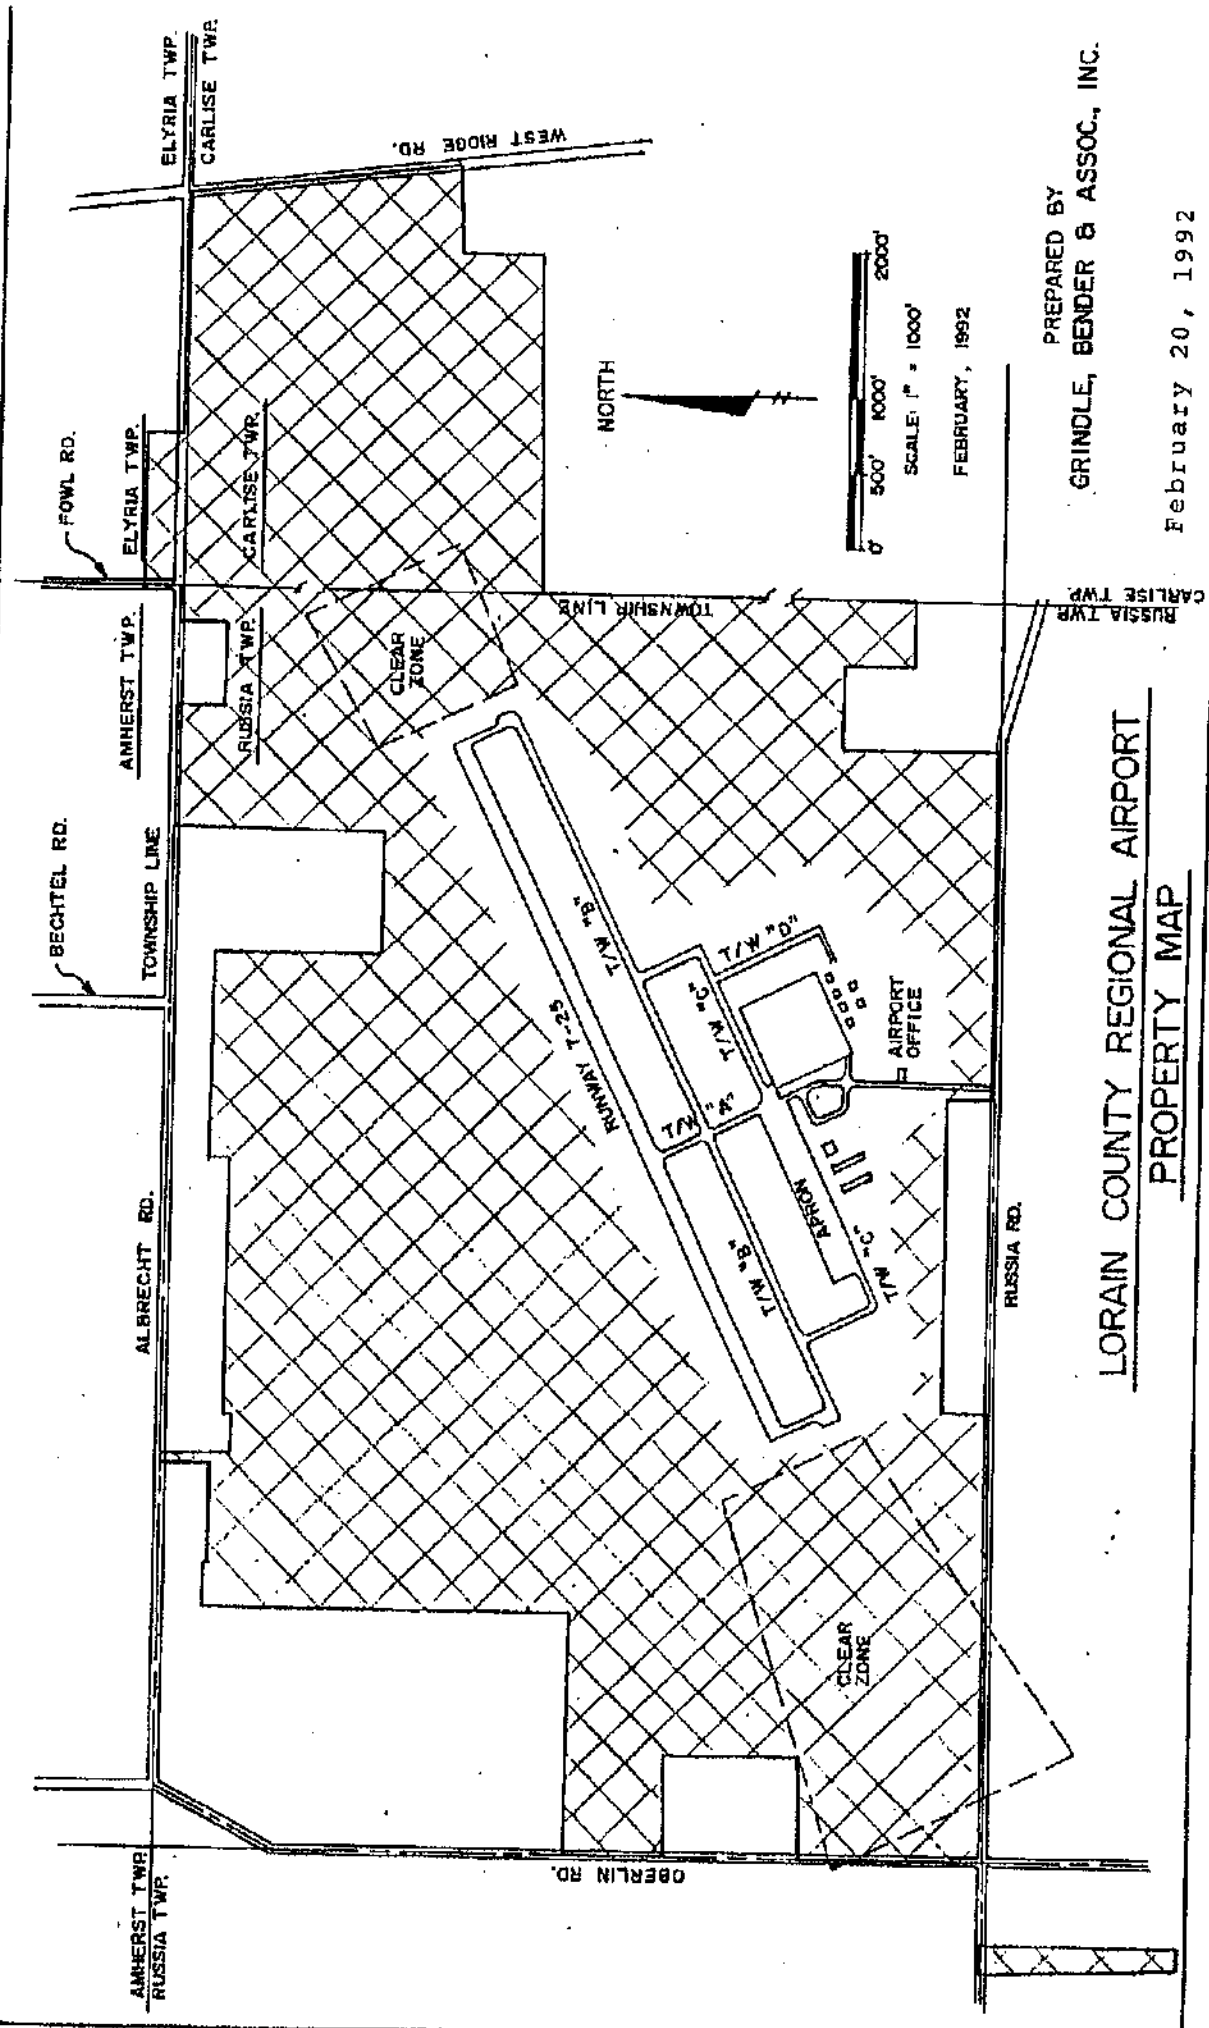 ELYRIA TWP.
CARLISE TWP.
WEST RIDGE RD.
FOWL RD.
ELYRIA TWP.
CARLISE TWP.
AMHERST TWP.
RUSSIA TWP.
BECHTEL RD.
TOWNSHIP LINE
ALBRECHT RD.
AMHERST TWP.
RUSSIA TWP.
OBERLIN RD.
CLEAR
ZONE
TOWNSHIP LINE
RUNWAY 7-25
T/W "B"
T/W "C"
T/W "D"
T/W "A"
T/W "B"
APRON
T/W "C"
AIRPORT
OFFICE
CLEAR
ZONE
RUSSIA RD.
RUSSIA TWP.
CARLISE TWP.
NORTH
0' 500' 1000' 2000'
SCALE: 1" = 1000'
FEBRUARY, 1992
PREPARED BY
GRINDLE, BENDER & ASSOC., INC.
February 20, 1992
LORAIN COUNTY REGIONAL AIRPORT
PROPERTY MAP